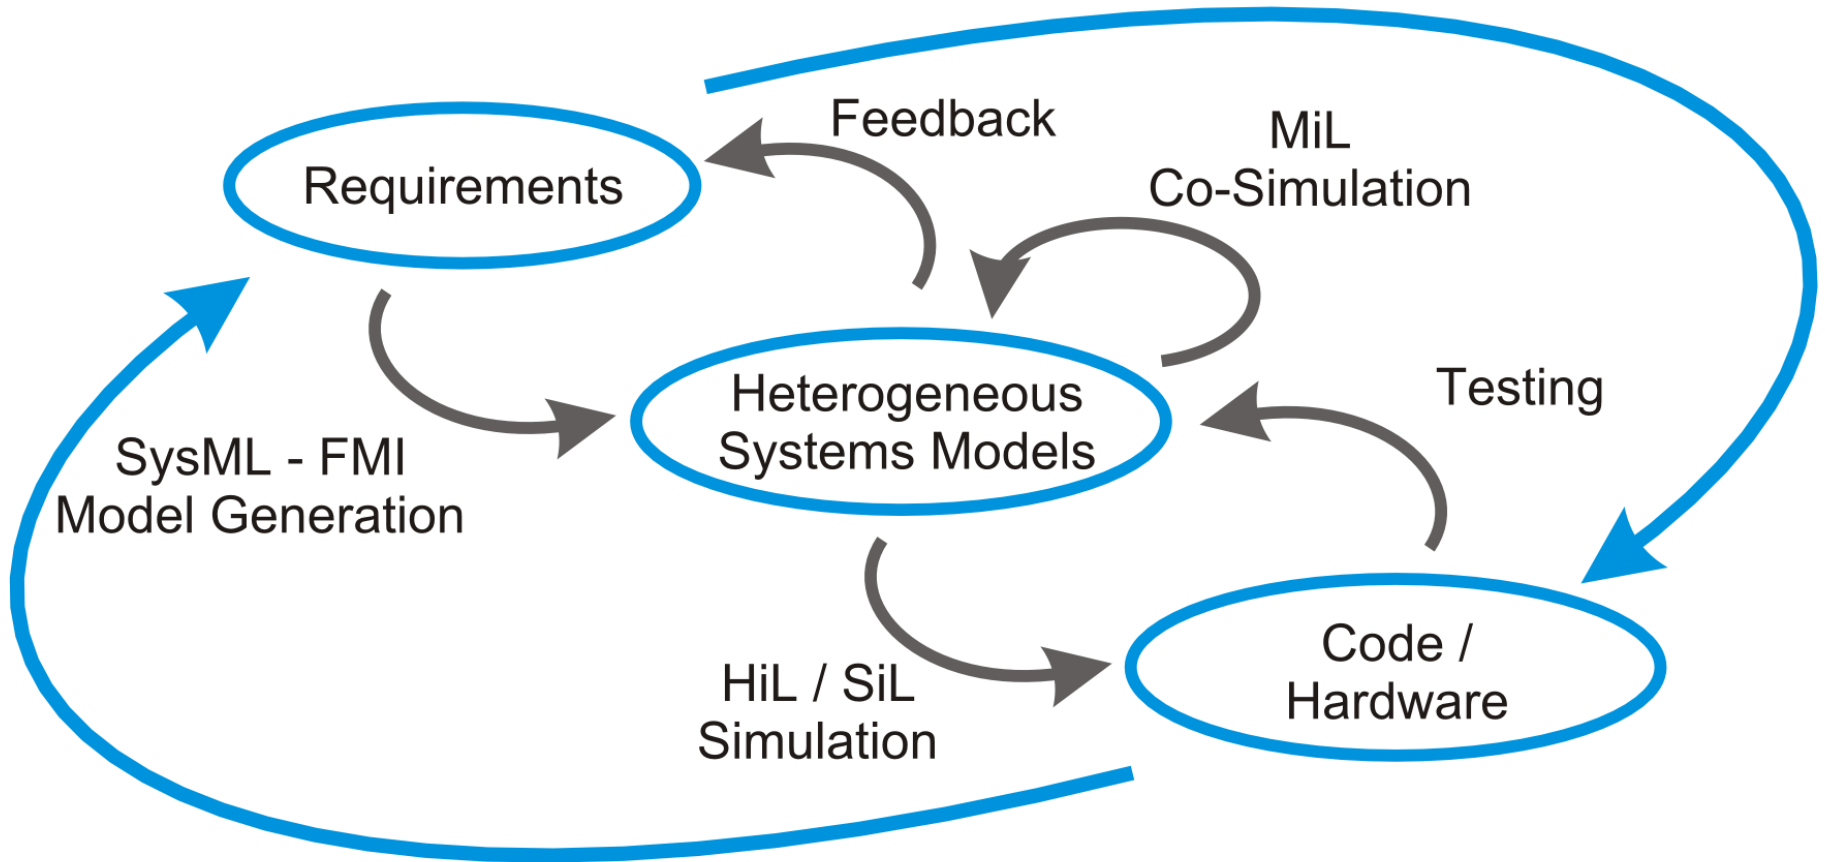 Feedback
MiL
Co-Simulation
Requirements
Heterogeneous
Systems Models
Testing
SysML - FMI
Model Generation
HiL / SiL
Simulation
Code /
Hardware